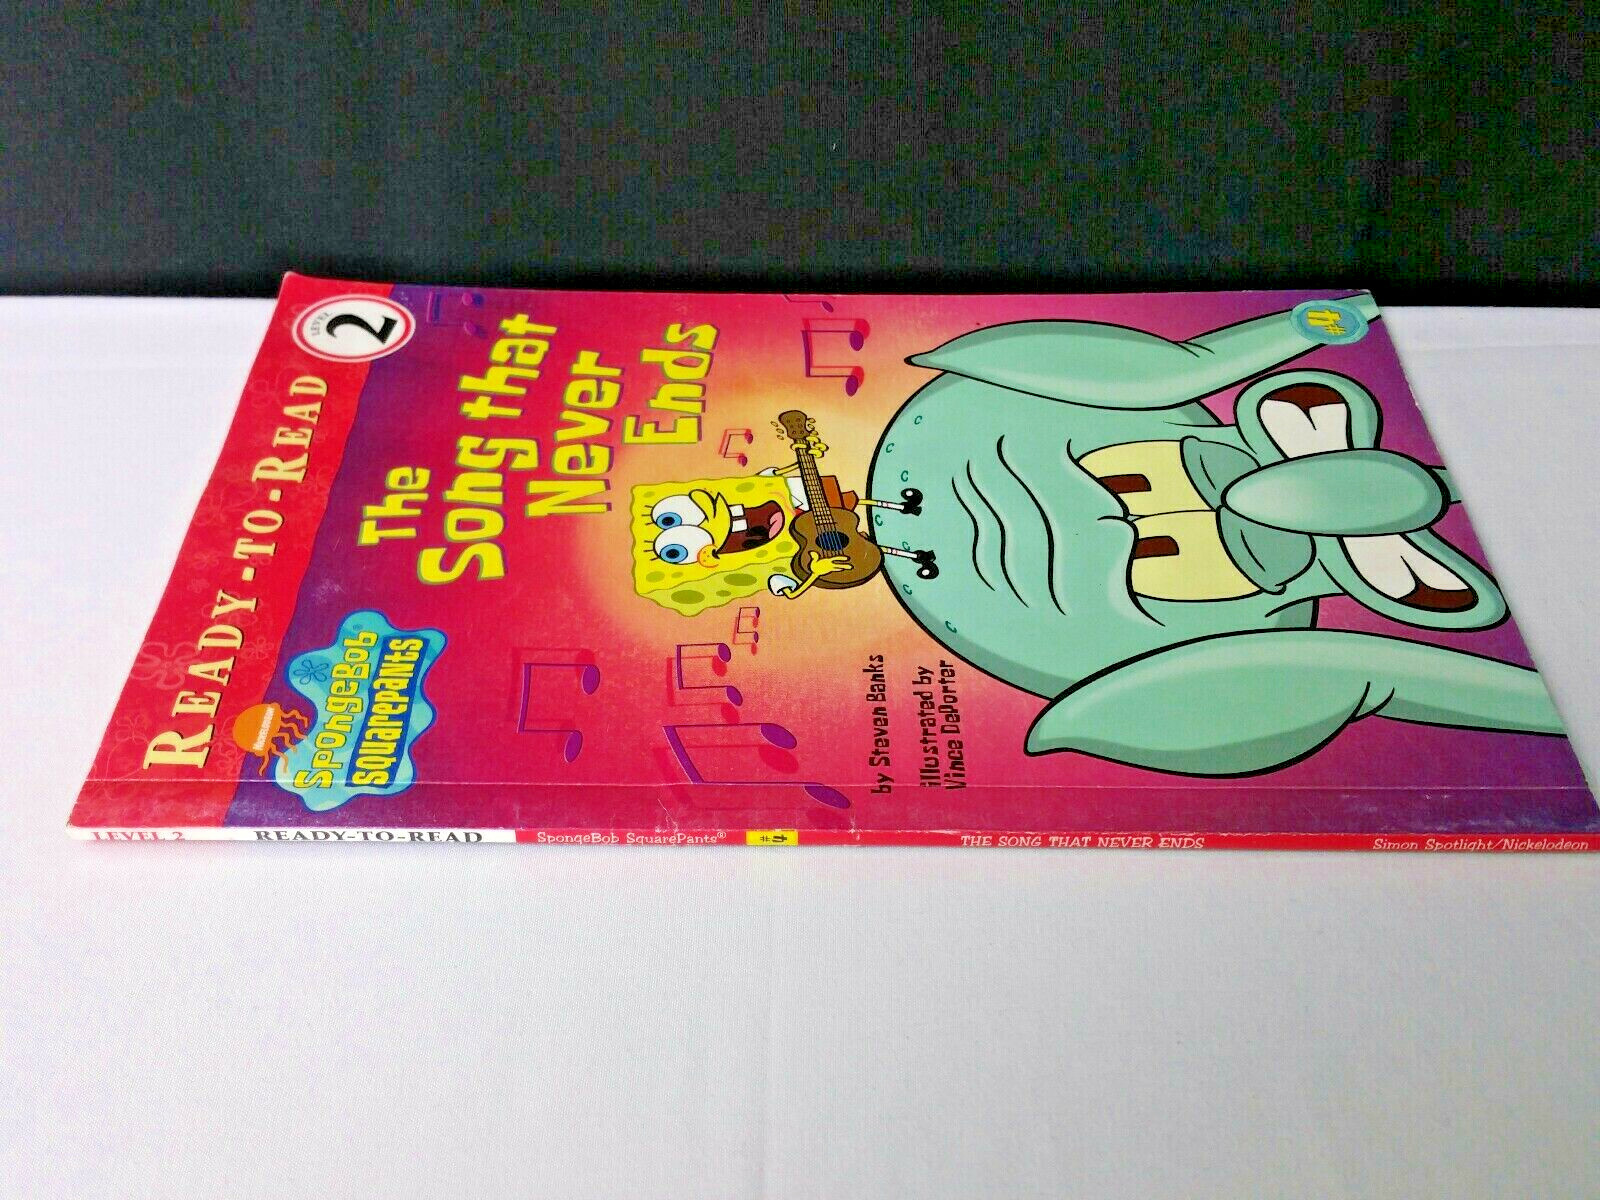 READY-TO-READ
LEVEL
2
NICKELODEON
SpongeBob®
SquarePants
The
Song that
Never
Ends
by Steven Banks
illustrated by
Vince DePorter
#4
LEVEL 2 READY-TO-READ SpongeBob SquarePants® #4 THE SONG THAT NEVER ENDS Simon Spotlight/Nickelodeon